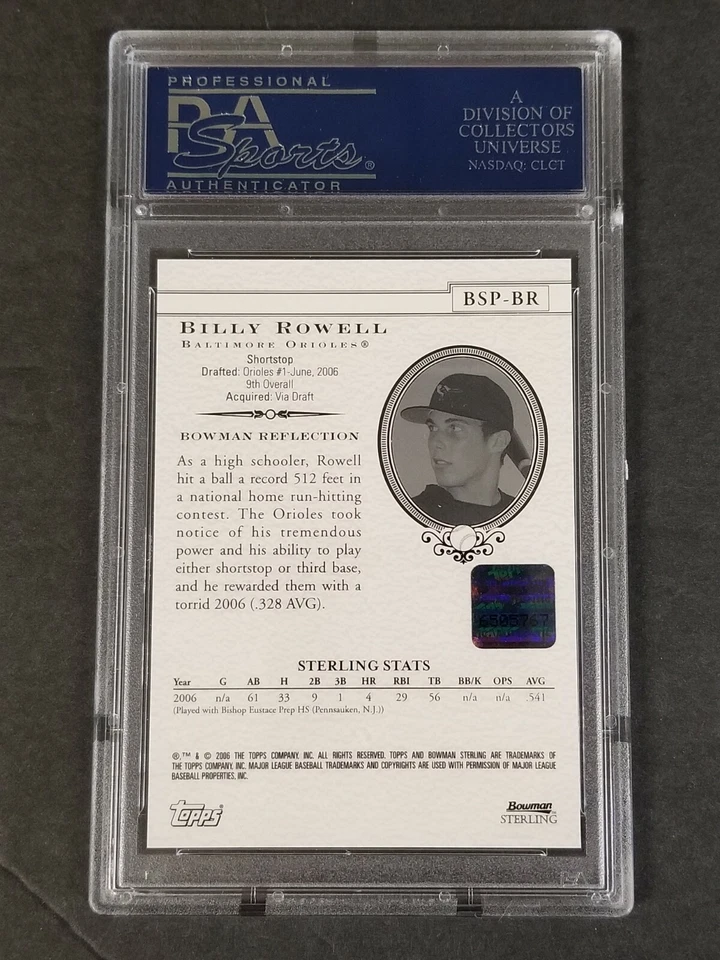 PROFESSIONAL
PSA
Sports®
AUTHENTICATOR
A
DIVISION OF
COLLECTORS
UNIVERSE
NASDAQ: CLCT
BSP-BR
BILLY ROWELL
BALTIMORE ORIOLES®
Shortstop
Drafted: Orioles #1-June, 2006
9th Overall
Acquired: Via Draft
BOWMAN REFLECTION
As a high schooler, Rowell
hit a ball a record 512 feet in
a national home run-hitting
contest. The Orioles took
notice of his tremendous
power and his ability to play
either shortstop or third base,
and he rewarded them with a
torrid 2006 (.328 AVG).
6505767
STERLING STATS
Year G AB H 2B 3B HR RBI TB BB/K OPS AVG
2006 n/a 61 33 9 1 4 29 56 n/a n/a .541
(Played with Bishop Eustace Prep HS (Pennsauken, N.J.))
®,™ & © 2006 THE TOPPS COMPANY, INC. ALL RIGHTS RESERVED. TOPPS AND BOWMAN STERLING ARE TRADEMARKS OF
THE TOPPS COMPANY, INC. MAJOR LEAGUE BASEBALL TRADEMARKS AND COPYRIGHTS ARE USED WITH PERMISSION OF MAJOR LEAGUE
BASEBALL PROPERTIES, INC.
Topps®
Bowman
STERLING
PSA